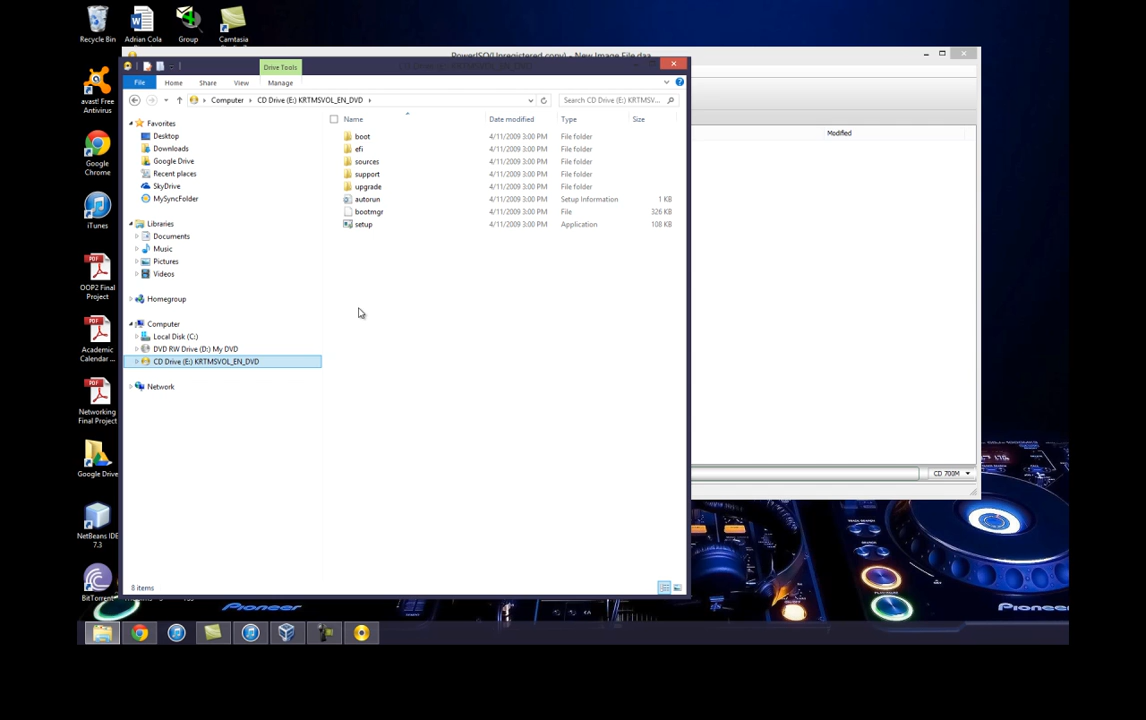 Recycle Bin
Adrian Cola
Group
Camtasia
avast! Free
Antivirus
Google
Chrome
iTunes
OOP2 Final
Project
Academic
Calendar ...
Networking
Final Project
Google Drive
NetBeans IDE
7.3
BitTorrent
PowerISO(Unregistered copy) - New Image File.daa
Drive Tools
File
Home
Share
View
Manage
Computer
CD Drive (E:) KRTMSVOL_EN_DVD
Search CD Drive (E:) KRTMSV...
Favorites
Desktop
Downloads
Google Drive
Recent places
SkyDrive
MySyncFolder
Libraries
Documents
Music
Pictures
Videos
Homegroup
Computer
Local Disk (C:)
DVD RW Drive (D:) My DVD
CD Drive (E:) KRTMSVOL_EN_DVD
Network
Name Date modified Type Size
boot 4/11/2009 3:00 PM File folder
efi 4/11/2009 3:00 PM File folder
sources 4/11/2009 3:00 PM File folder
support 4/11/2009 3:00 PM File folder
upgrade 4/11/2009 3:00 PM File folder
autorun 4/11/2009 3:00 PM Setup Information 1 KB
bootmgr 4/11/2009 3:00 PM File 326 KB
setup 4/11/2009 3:00 PM Application 108 KB
8 items
Modified
CD 700M
Pioneer
Pioneer